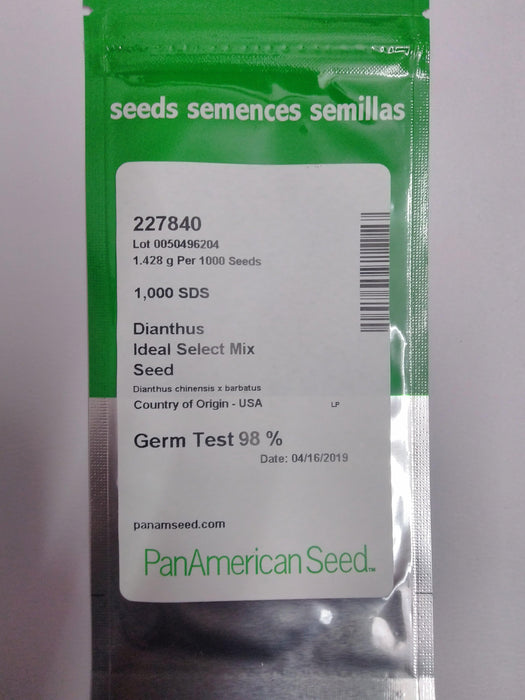 seeds semences semillas
227840
Lot 0050496204
1.428 g Per 1000 Seeds
1,000 SDS
Dianthus
Ideal Select Mix
Seed
Dianthus chinensis x barbatus
Country of Origin - USA LP
Germ Test 98 %
Date: 04/16/2019
panamseed.com
PanAmerican Seed™